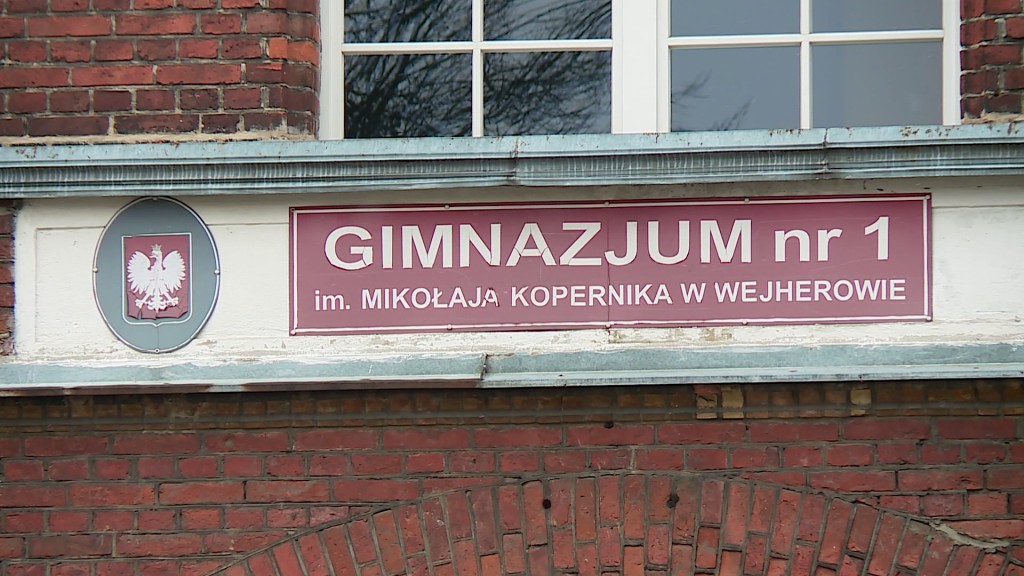 GIMNAZJUM nr 1
im. MIKOŁAJA KOPERNIKA W WEJHEROWIE